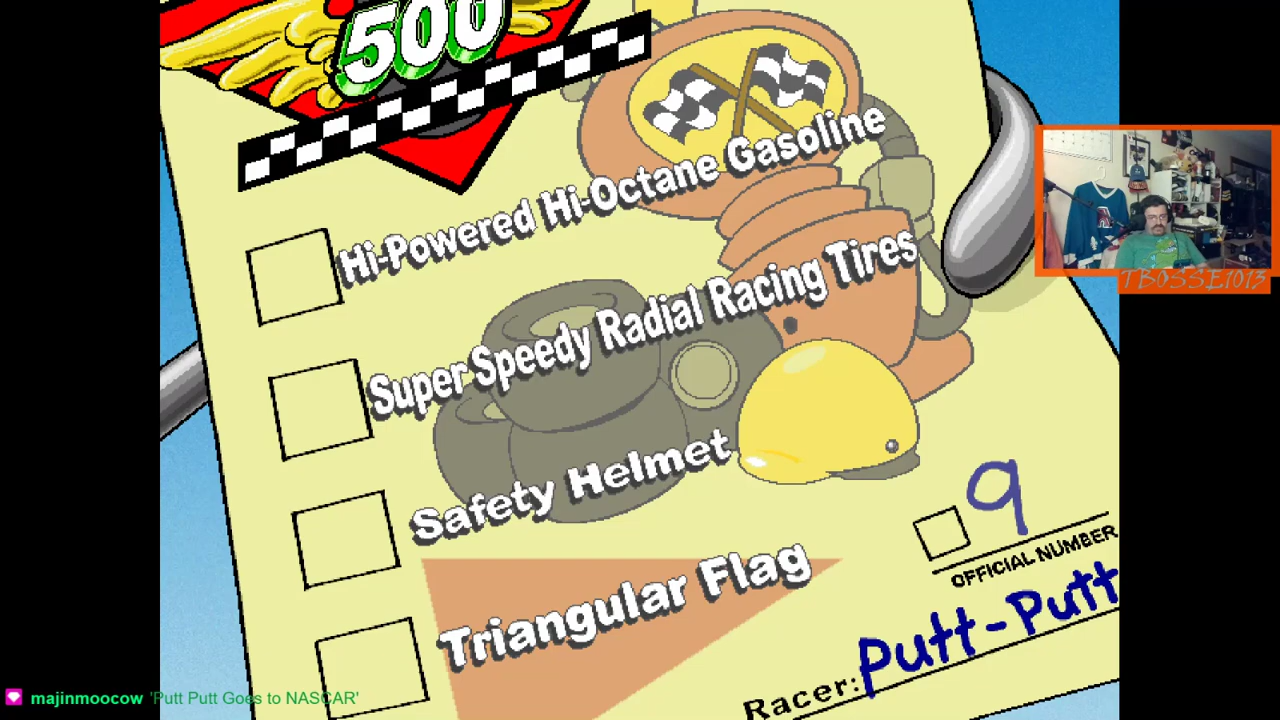 500
Hi-Powered Hi-Octane Gasoline
Super Speedy Radial Racing Tires
Safety Helmet
Triangular Flag
9
OFFICIAL NUMBER
Racer: Putt-Putt
TBOSSE1013
majinmoocow 'Putt Putt Goes to NASCAR'